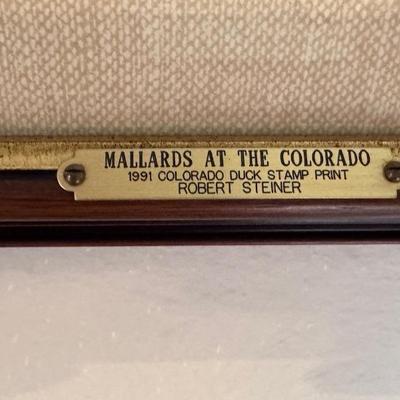 MALLARDS AT THE COLORADO
1991 COLORADO DUCK STAMP PRINT
ROBERT STEINER